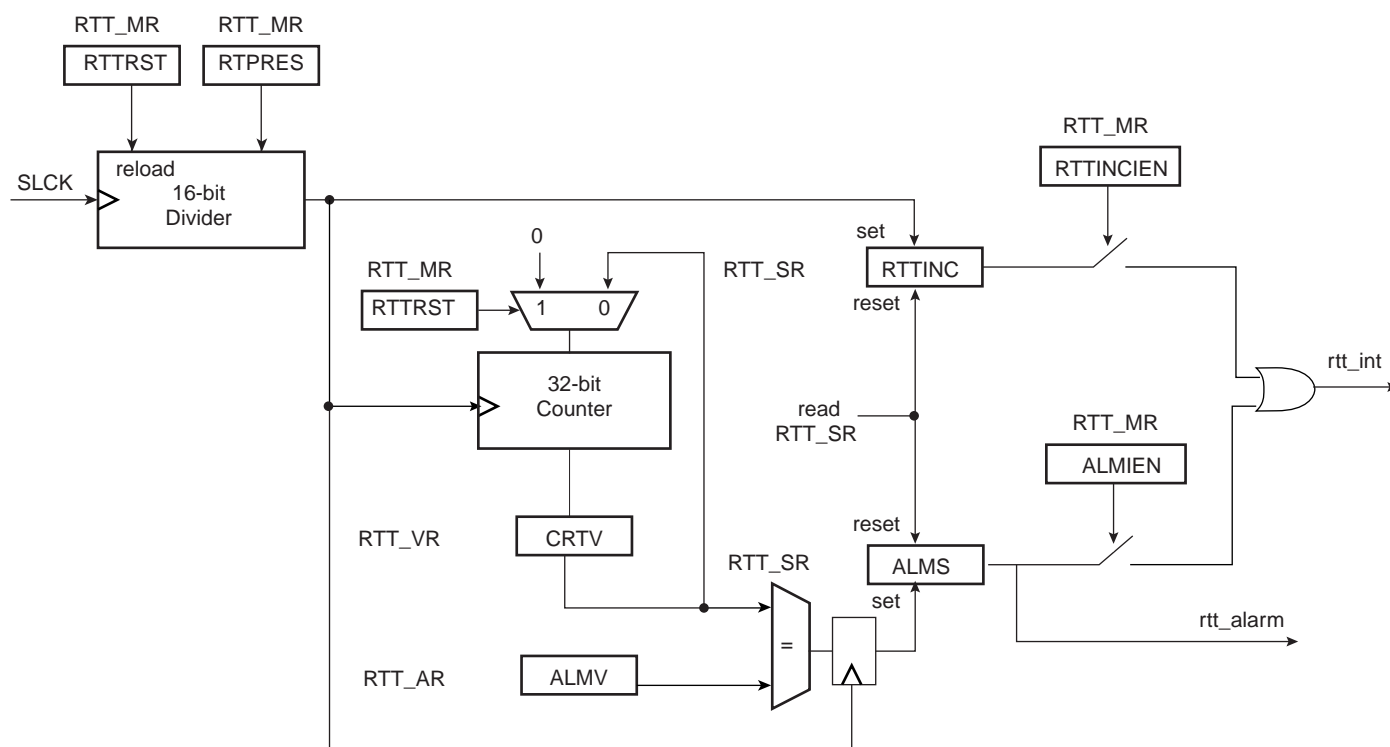 RTT_MR
RTTRST
RTT_MR
RTPRES
SLCK
reload
16-bit
Divider
0
RTT_MR
RTTRST
1
0
RTT_SR
32-bit
Counter
RTT_VR
CRTV
RTT_AR
ALMV
RTT_SR
=
set
RTTINC
reset
read
RTT_SR
reset
ALMS
set
RTT_MR
RTTINCIEN
RTT_MR
ALMIEN
rtt_int
rtt_alarm